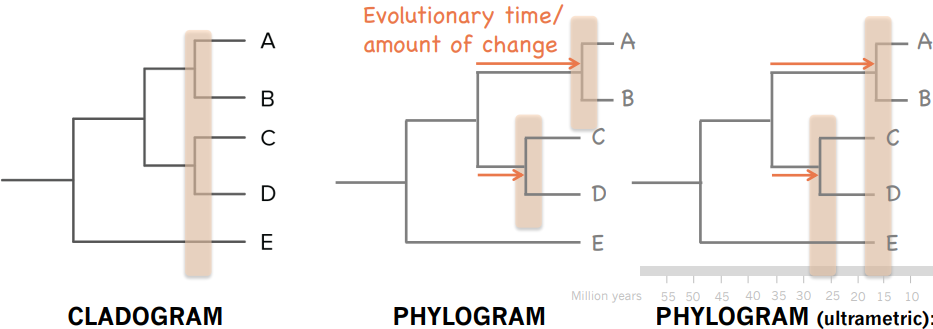 Evolutionary time/
amount of change
A
B
C
D
E
A
B
C
D
E
A
B
C
D
E
Million years 55 50 45 40 35 30 25 20 15 10
CLADOGRAM
PHYLOGRAM
PHYLOGRAM (ultrametric):